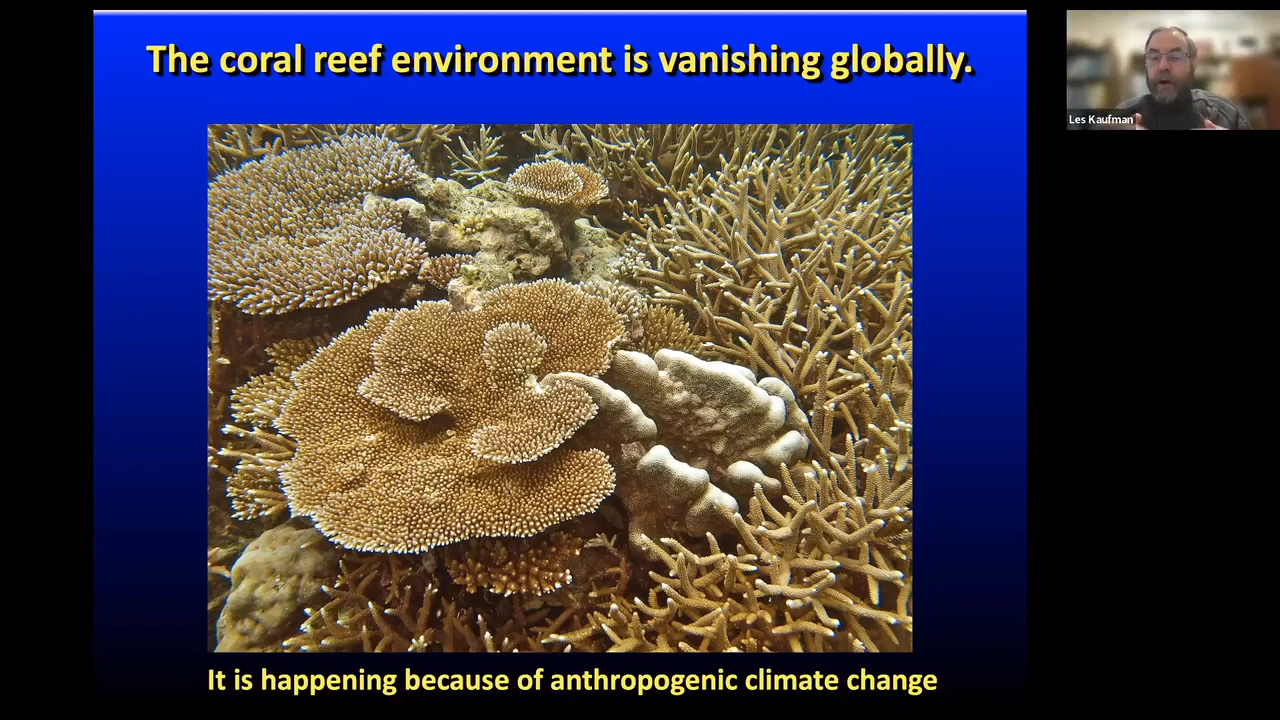 The coral reef environment is vanishing globally.
Les Kaufman
It is happening because of anthropogenic climate change